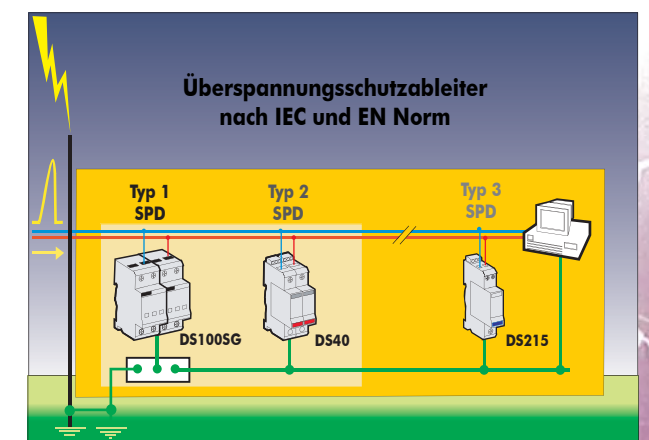 Überspannungsschutzableiter
nach IEC und EN Norm
Typ 1
SPD
Typ 2
SPD
Typ 3
SPD
DS100SG
DS40
DS215